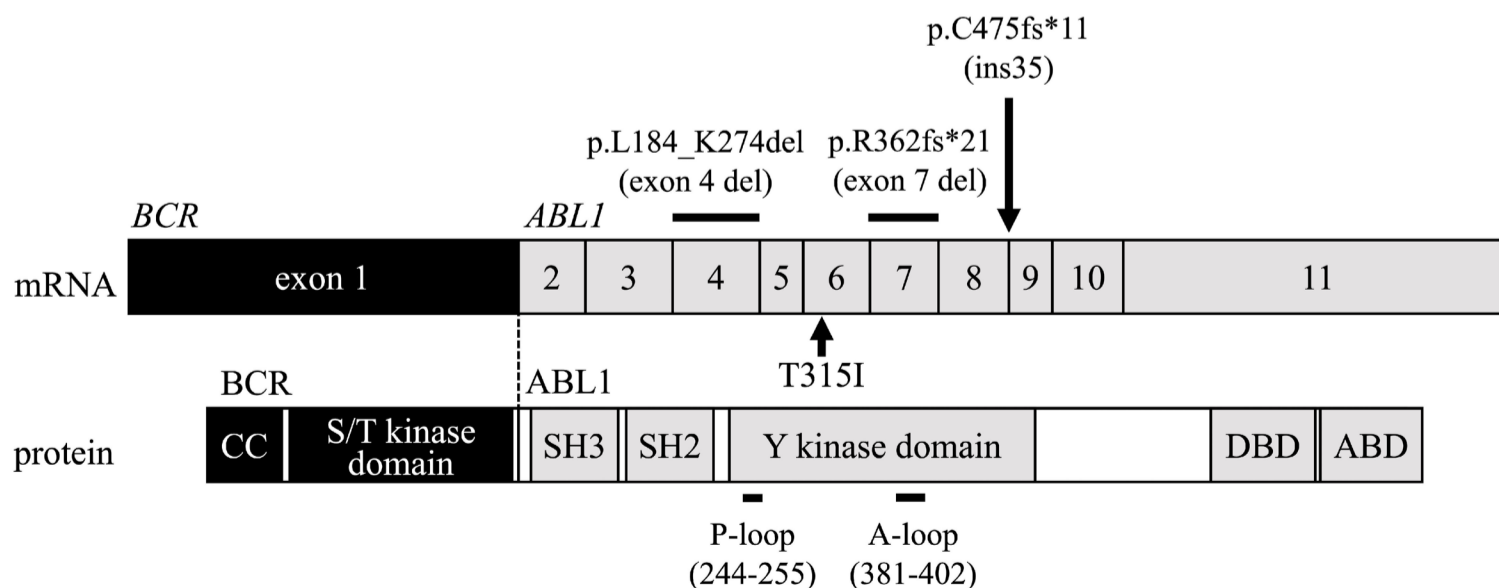 p.C475fs*11
(ins35)
p.L184_K274del
(exon 4 del)
p.R362fs*21
(exon 7 del)
BCR
ABL1
mRNA
exon 1
2
3
4
5
6
7
8
9
10
11
T315I
BCR
ABL1
protein
CC
S/T kinase
domain
SH3
SH2
Y kinase domain
DBD
ABD
P-loop
(244-255)
A-loop
(381-402)